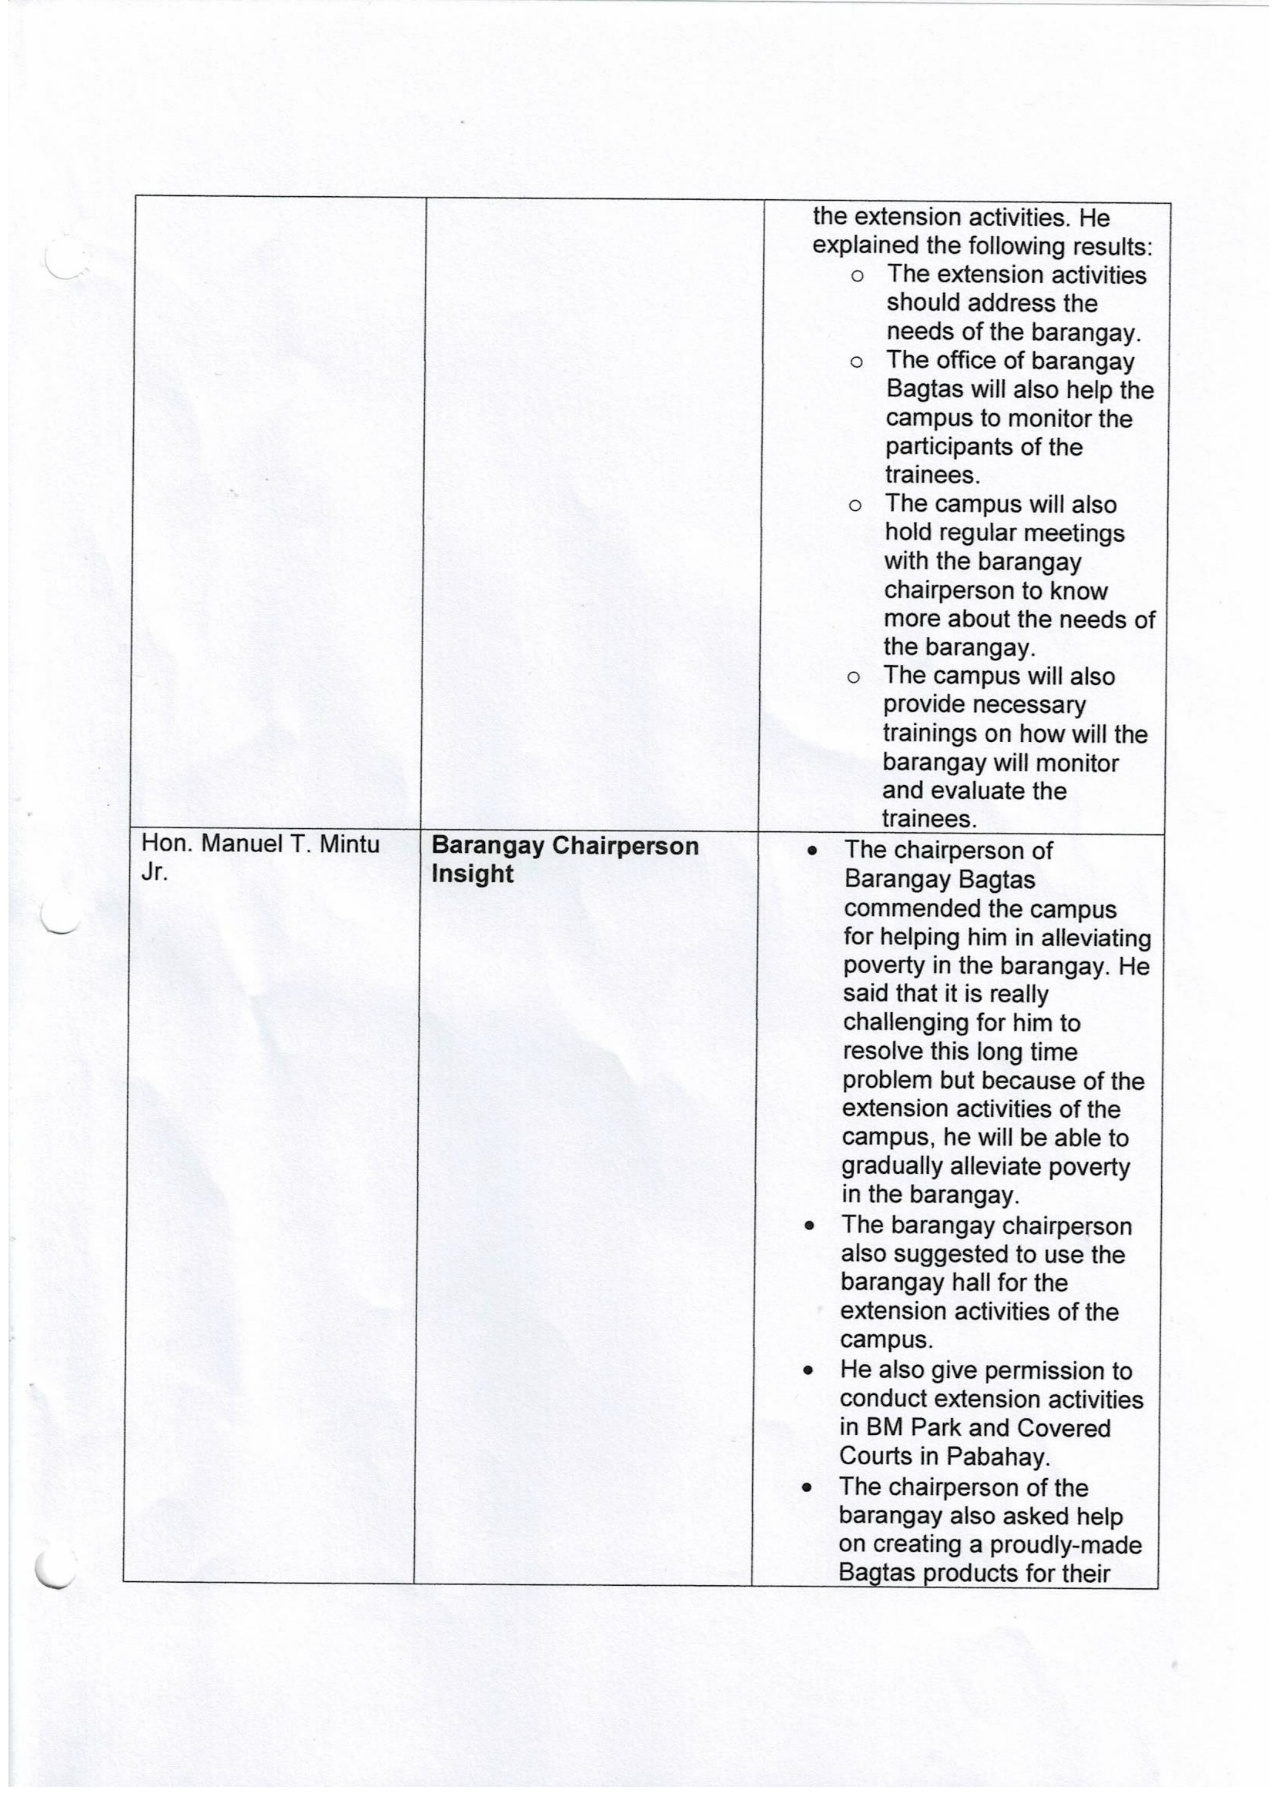 the extension activities. He
explained the following results:
o The extension activities
should address the
needs of the barangay.
o The office of barangay
Bagtas will also help the
campus to monitor the
participants of the
trainees.
o The campus will also
hold regular meetings
with the barangay
chairperson to know
more about the needs of
the barangay.
o The campus will also
provide necessary
trainings on how will the
barangay will monitor
and evaluate the
trainees.
Hon. Manuel T. Mintu
Jr.
Barangay Chairperson
Insight
• The chairperson of
Barangay Bagtas
commended the campus
for helping him in alleviating
poverty in the barangay. He
said that it is really
challenging for him to
resolve this long time
problem but because of the
extension activities of the
campus, he will be able to
gradually alleviate poverty
in the barangay.
• The barangay chairperson
also suggested to use the
barangay hall for the
extension activities of the
campus.
• He also give permission to
conduct extension activities
in BM Park and Covered
Courts in Pabahay.
• The chairperson of the
barangay also asked help
on creating a proudly-made
Bagtas products for their